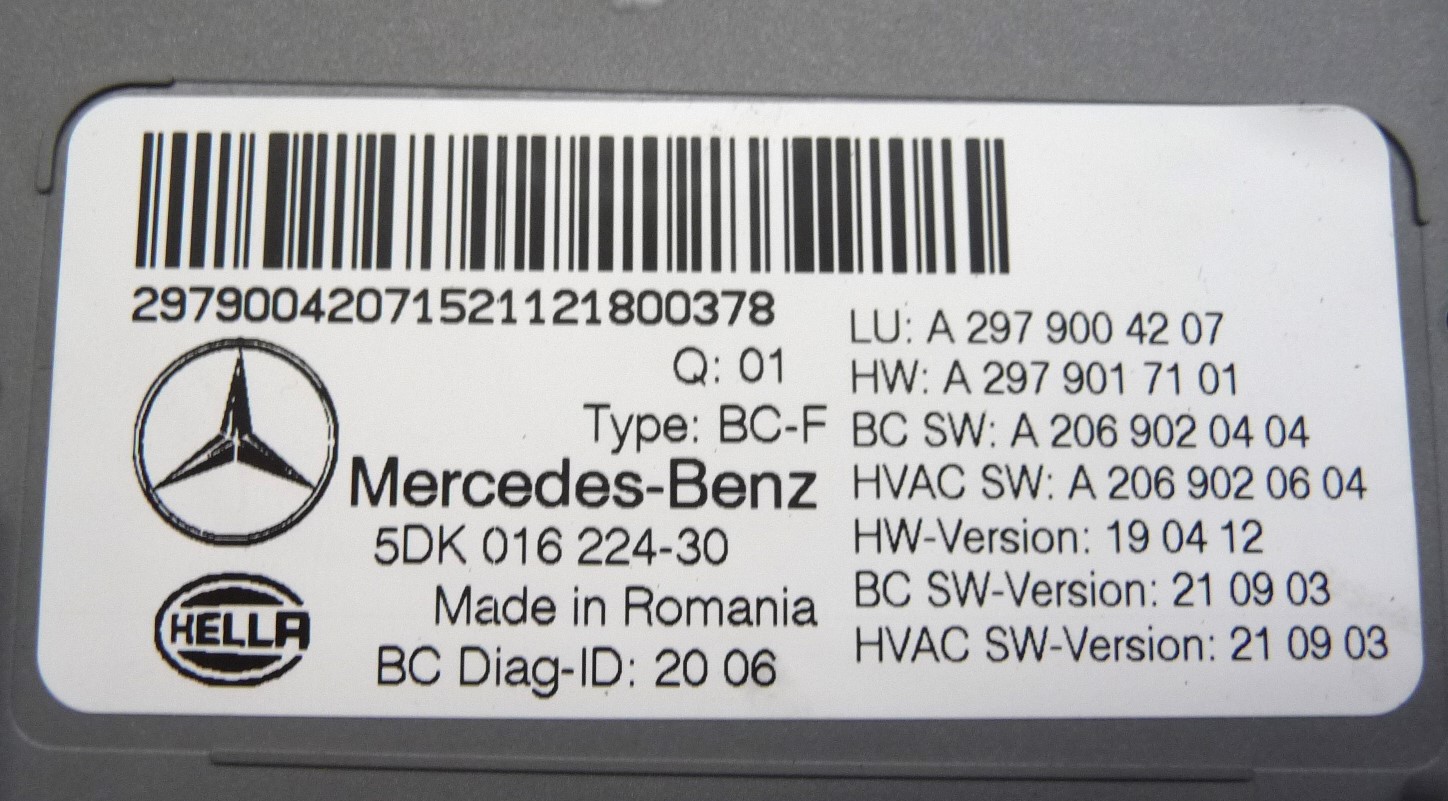 297900420715211218​00378
Q: 01
Type: BC-F
Mercedes-Benz
5DK 016 224-30
Made in Romania
BC Diag-ID: 20 06
HELLA
LU: A 297 900 42 07
HW: A 297 901 71 01
BC SW: A 206 902 04 04
HVAC SW: A 206 902 06 04
HW-Version: 19 04 12
BC SW-Version: 21 09 03
HVAC SW-Version: 21 09 03